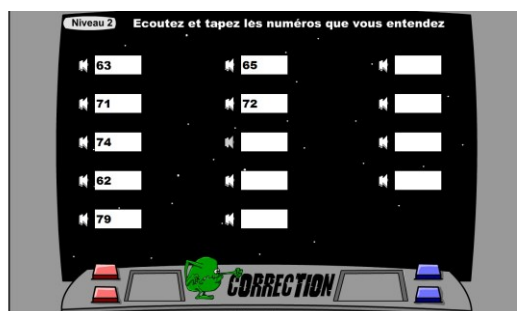 Niveau 2 Ecoutez et tapez les numéros que vous entendez
63 65
71 72
74
62
79
CORRECTION